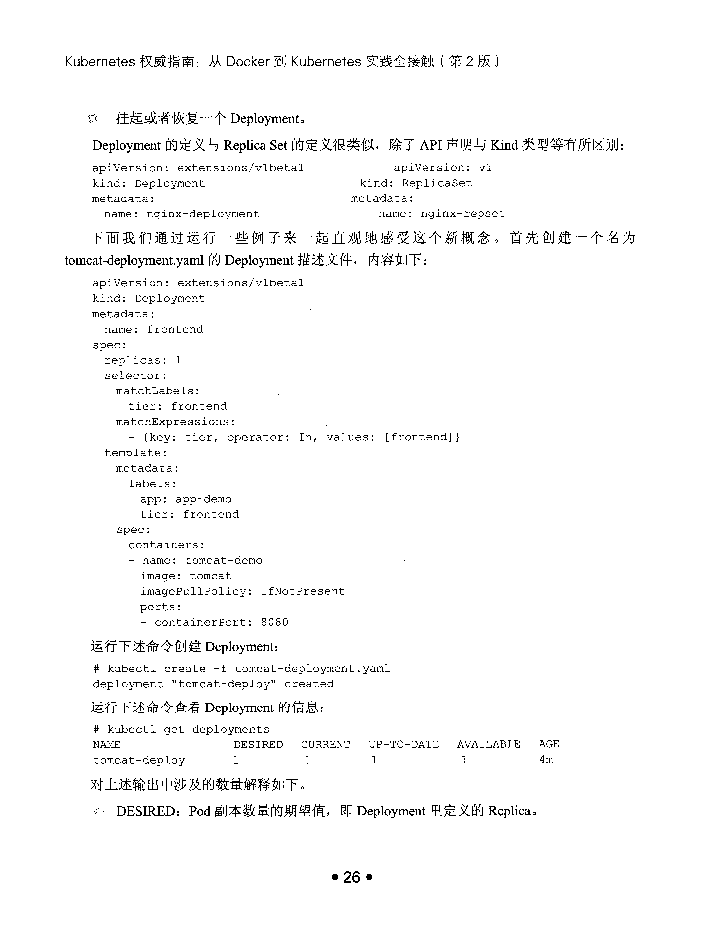 Kubernetes 权威指南：从 Docker 到 Kubernetes 实践全接触（第 2 版）
挂起或者恢复一个 Deployment。
Deployment 的定义与 Replica Set 的定义很类似，除了 API 声明与 Kind 类型等有所区别：
apiVersion: extensions/v1beta1 apiVersion: v1
kind: Deployment kind: ReplicaSet
metadata: metadata:
name: nginx-deployment name: nginx-repset
下面我们通过运行一些例子来一起直观地感受这个新概念。首先创建一个名为
tomcat-deployment.yaml 的 Deployment 描述文件，内容如下：
apiVersion: extensions/v1beta1
kind: Deployment
metadata:
name: frontend
spec:
replicas: 1
selector:
matchLabels:
tier: frontend
matchExpressions:
- {key: tier, operator: In, values: [frontend]}
template:
metadata:
labels:
app: app-demo
tier: frontend
spec:
containers:
- name: tomcat-demo
image: tomcat
imagePullPolicy: IfNotPresent
ports:
- containerPort: 8080
运行下述命令创建 Deployment：
# kubectl create -f tomcat-deployment.yaml
deployment "tomcat-deploy" created
运行下述命令查看 Deployment 的信息：
# kubectl get deployments
NAME DESIRED CURRENT UP-TO-DATE AVAILABLE AGE
tomcat-deploy 1 1 1 1 4m
对上述输出中涉及的数量解释如下。
DESIRED：Pod 副本数量的期望值，即 Deployment 里定义的 Replica。
• 26 •